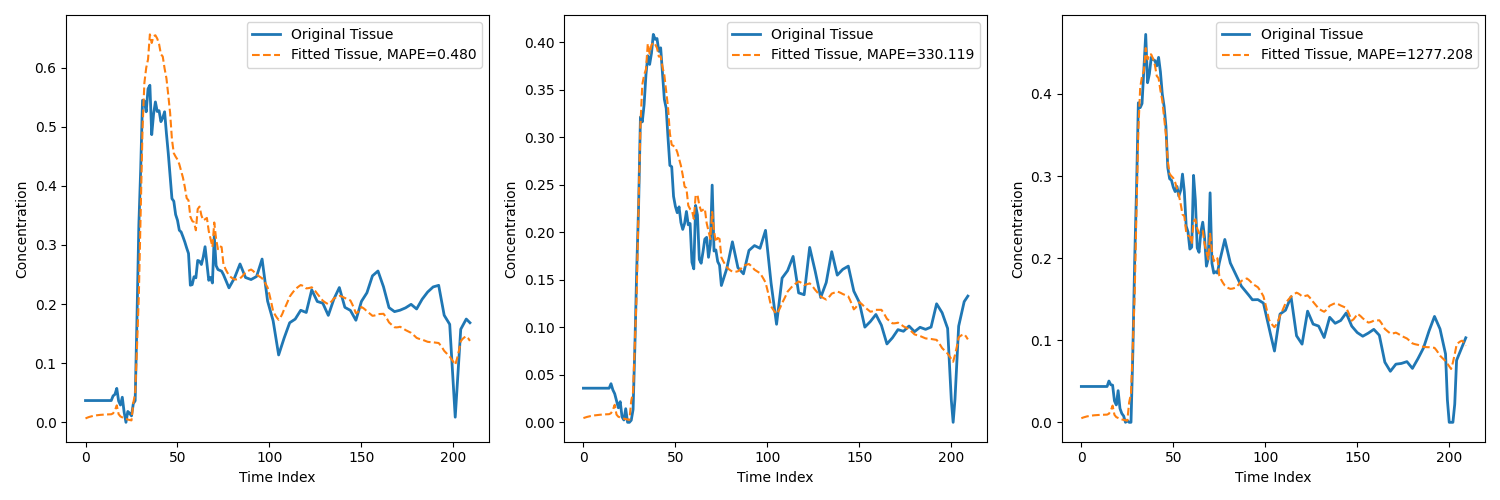 Original Tissue
Fitted Tissue, MAPE=0.480
Concentration
0.6
0.5
0.4
0.3
0.2
0.1
0.0
0 50 100 150 200
Time Index
Original Tissue
Fitted Tissue, MAPE=330.119
Concentration
0.40
0.35
0.30
0.25
0.20
0.15
0.10
0.05
0.00
0 50 100 150 200
Time Index
Original Tissue
Fitted Tissue, MAPE=1277.208
Concentration
0.4
0.3
0.2
0.1
0.0
0 50 100 150 200
Time Index